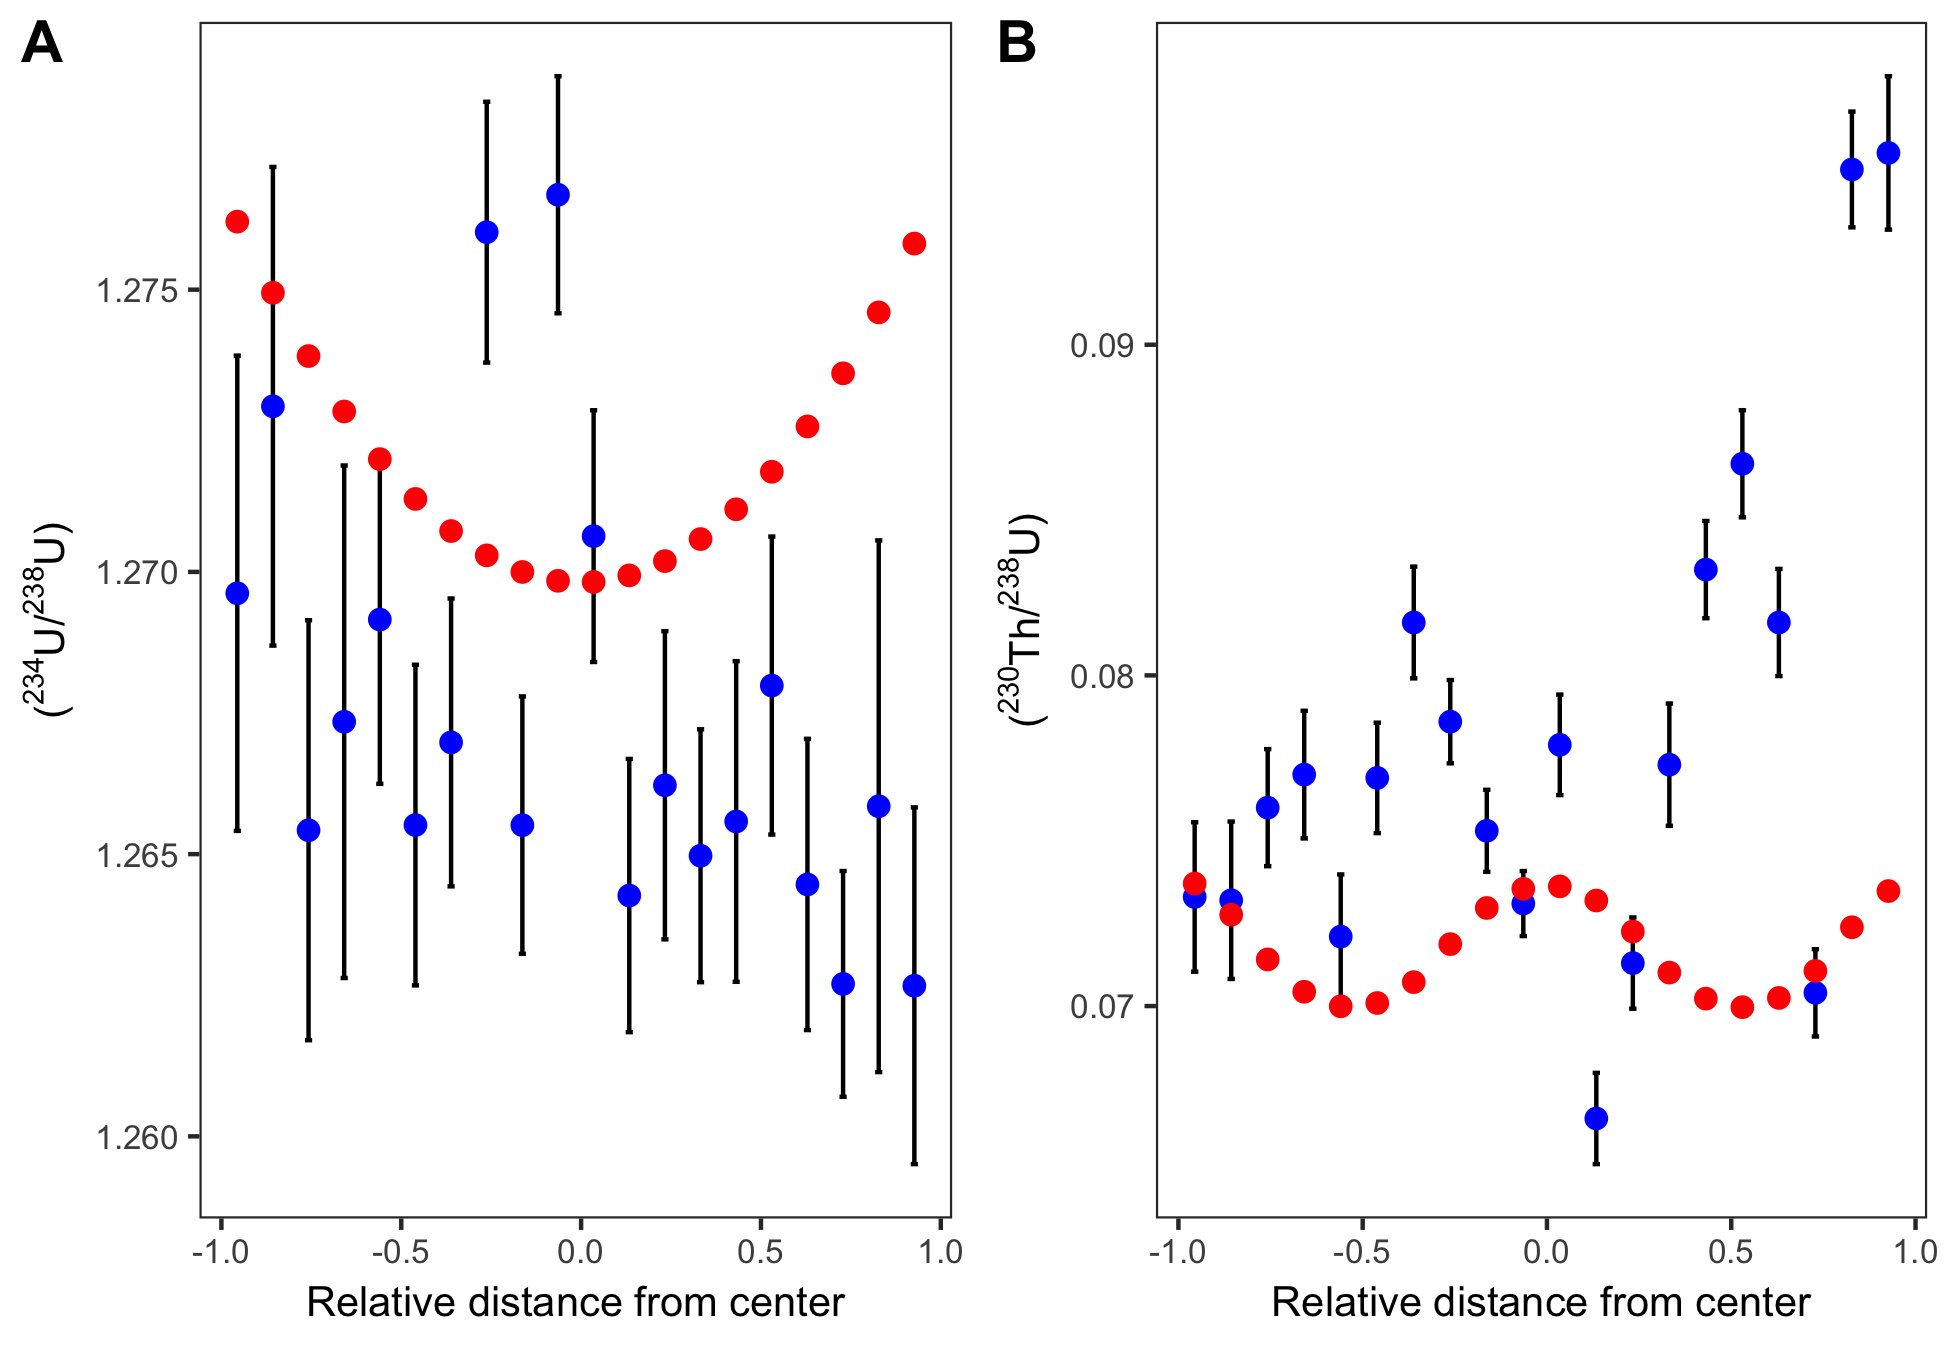 A
B
(²³⁴U/²³⁸U)
1.275
1.270
1.265
1.260
-1.0 -0.5 0.0 0.5 1.0
Relative distance from center
(²³⁰Th/²³⁸U)
0.09
0.08
0.07
-1.0 -0.5 0.0 0.5 1.0
Relative distance from center